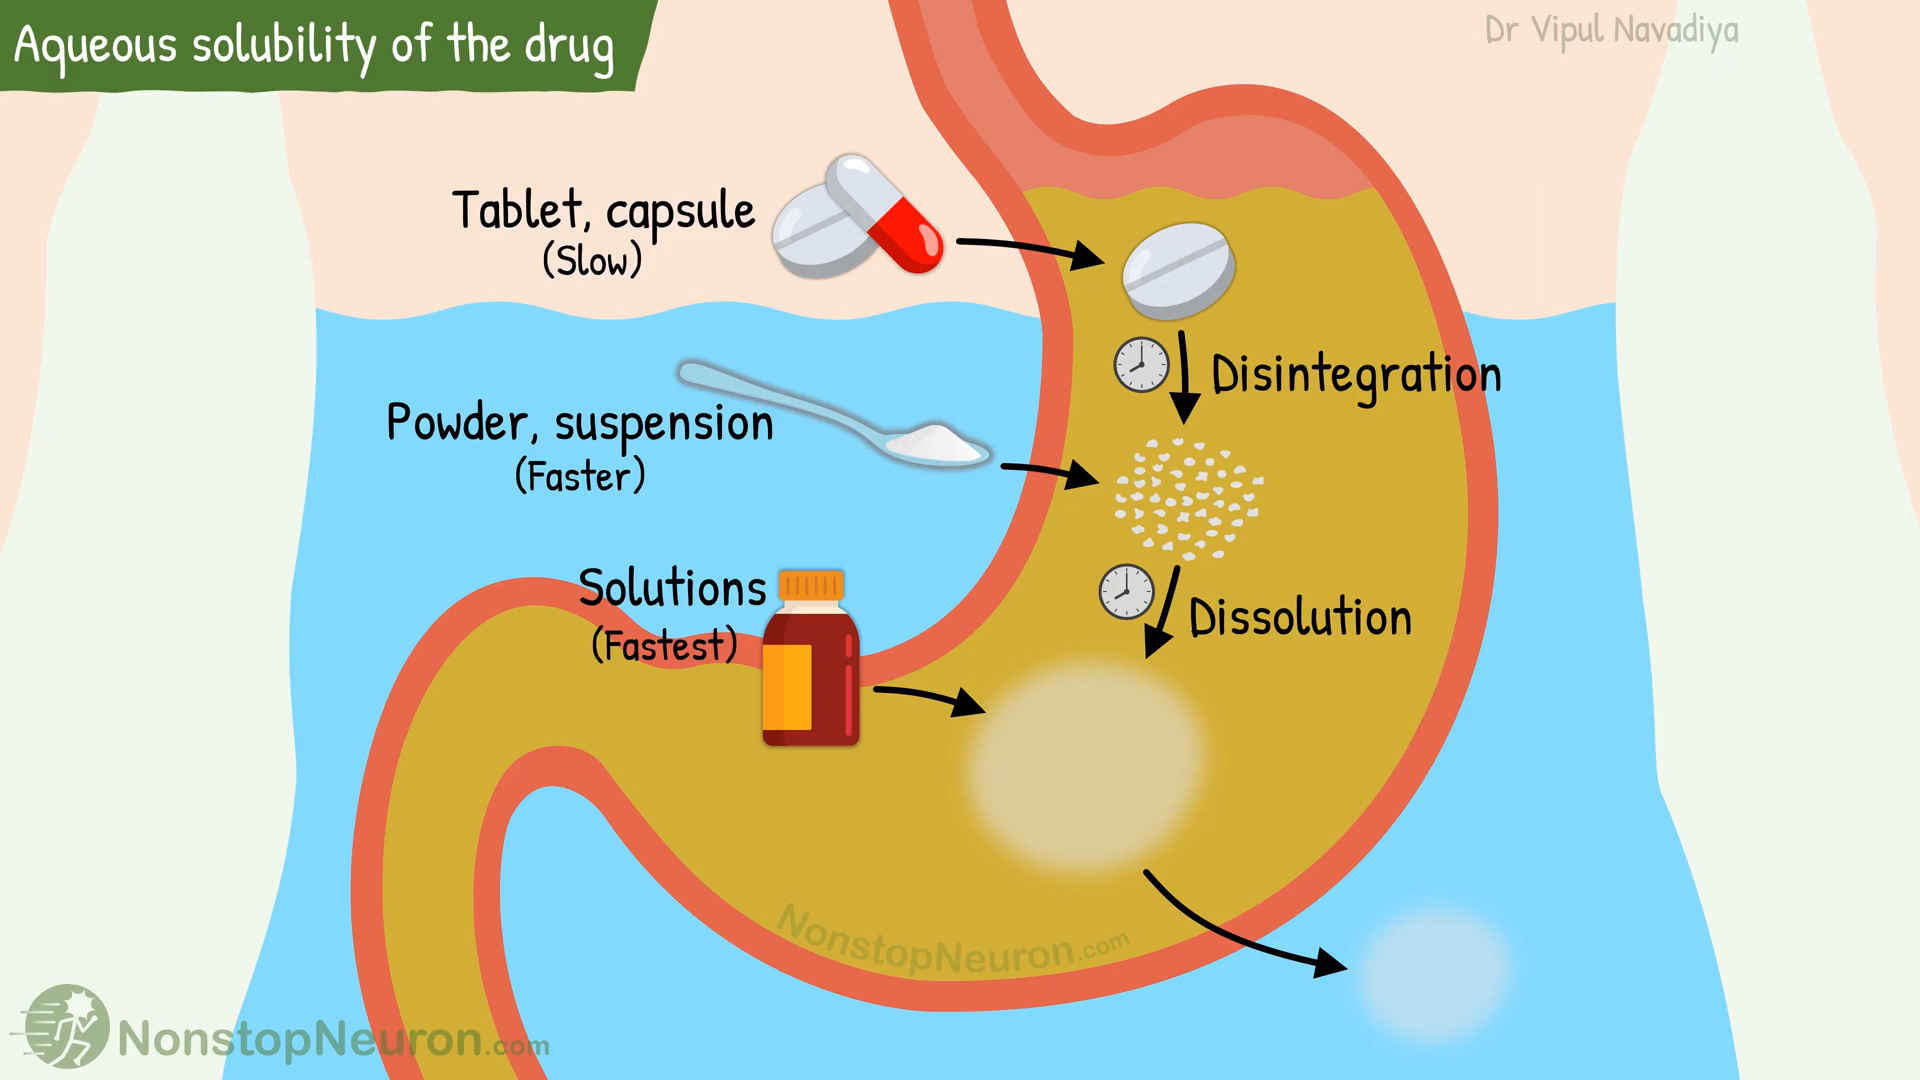 Aqueous solubility of the drug
Dr Vipul Navadiya
Tablet, capsule
(Slow)
Disintegration
Powder, suspension
(Faster)
Solutions
(Fastest)
Dissolution
NonstopNeuron.com
NonstopNeuron.com